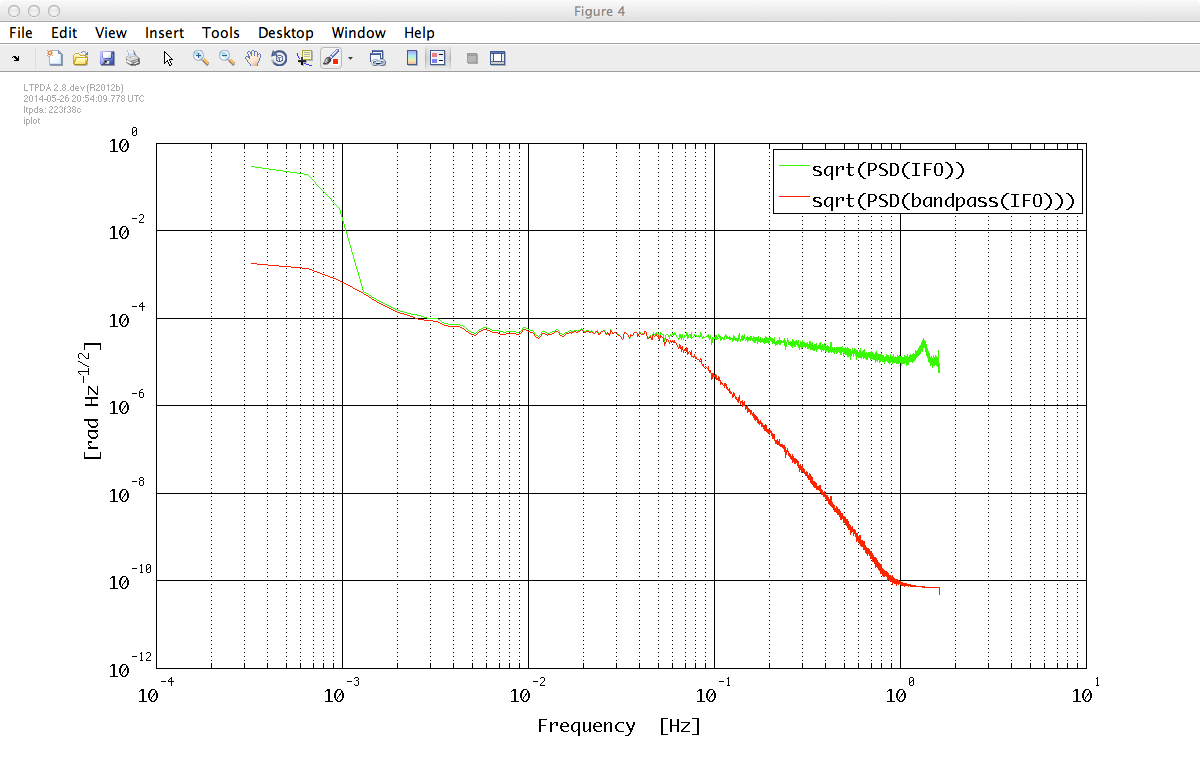 Figure 4
File Edit View Insert Tools Desktop Window Help
LTPDA 2.8.dev (R2012b)
2014-05-26 20:54:09.778 UTC
ltpda: 223f38c
iplot
10^0
10^-2
10^-4
10^-6
10^-8
10^-10
10^-12
[rad Hz^-1/2]
sqrt(PSD(IFO))
sqrt(PSD(bandpass(IFO)))
10^-4 10^-3 10^-2 10^-1 10^0 10^1
Frequency [Hz]